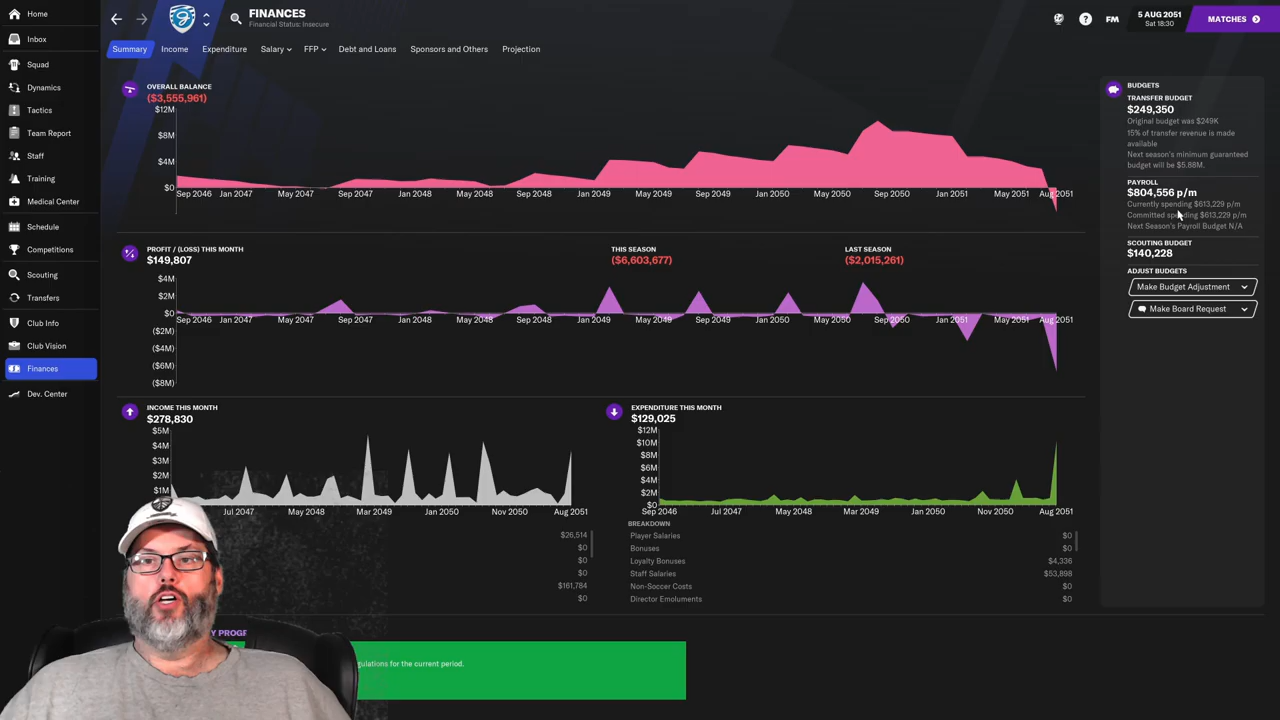 Home
Inbox
Squad
Dynamics
Tactics
Team Report
Staff
Training
Medical Center
Schedule
Competitions
Scouting
Transfers
Club Info
Club Vision
Finances
Dev. Center
FINANCES
Financial Status: Insecure
FM
5 AUG 2051
Sat 18:30
MATCHES
Summary Income Expenditure Salary FFP Debt and Loans Sponsors and Others Projection
OVERALL BALANCE
($3,555,961)
$12M
$8M
$4M
$0
Sep 2046 Jan 2047 May 2047 Sep 2047 Jan 2048 May 2048 Sep 2048 Jan 2049 May 2049 Sep 2049 Jan 2050 May 2050 Sep 2050 Jan 2051 May 2051 Aug 2051
PROFIT / (LOSS) THIS MONTH
$149,807
THIS SEASON
($6,603,677)
LAST SEASON
($2,015,261)
$4M
$2M
$0
($2M)
($4M)
($6M)
($8M)
Sep 2046 Jan 2047 May 2047 Sep 2047 Jan 2048 May 2048 Sep 2048 Jan 2049 May 2049 Sep 2049 Jan 2050 May 2050 Sep 2050 Jan 2051 May 2051 Aug 2051
INCOME THIS MONTH
$278,830
$5M
$4M
$3M
$2M
$1M
Jul 2047 May 2048 Mar 2049 Jan 2050 Nov 2050 Aug 2051
$26,514
$0
$0
$0
$161,784
$0
EXPENDITURE THIS MONTH
$129,025
$12M
$10M
$8M
$6M
$4M
$2M
$0
Sep 2046 Jun 2047 May 2048 Mar 2049 Jan 2050 Nov 2050 Aug 2051
BREAKDOWN
Player Salaries $0
Bonuses $0
Loyalty Bonuses $4,336
Staff Salaries $53,898
Non-Soccer Costs $0
Director Emoluments $0
BUDGETS
TRANSFER BUDGET
$249,350
Original budget was $249K
15% of transfer revenue is made
available
Next season's minimum guaranteed
budget will be $5.88M.
PAYROLL
$804,556 p/m
Currently spending $613,229 p/m
Committed spending $613,229 p/m
Next Season's Payroll Budget N/A
SCOUTING BUDGET
$140,228
ADJUST BUDGETS
Make Budget Adjustment
Make Board Request
gulations for the current period.